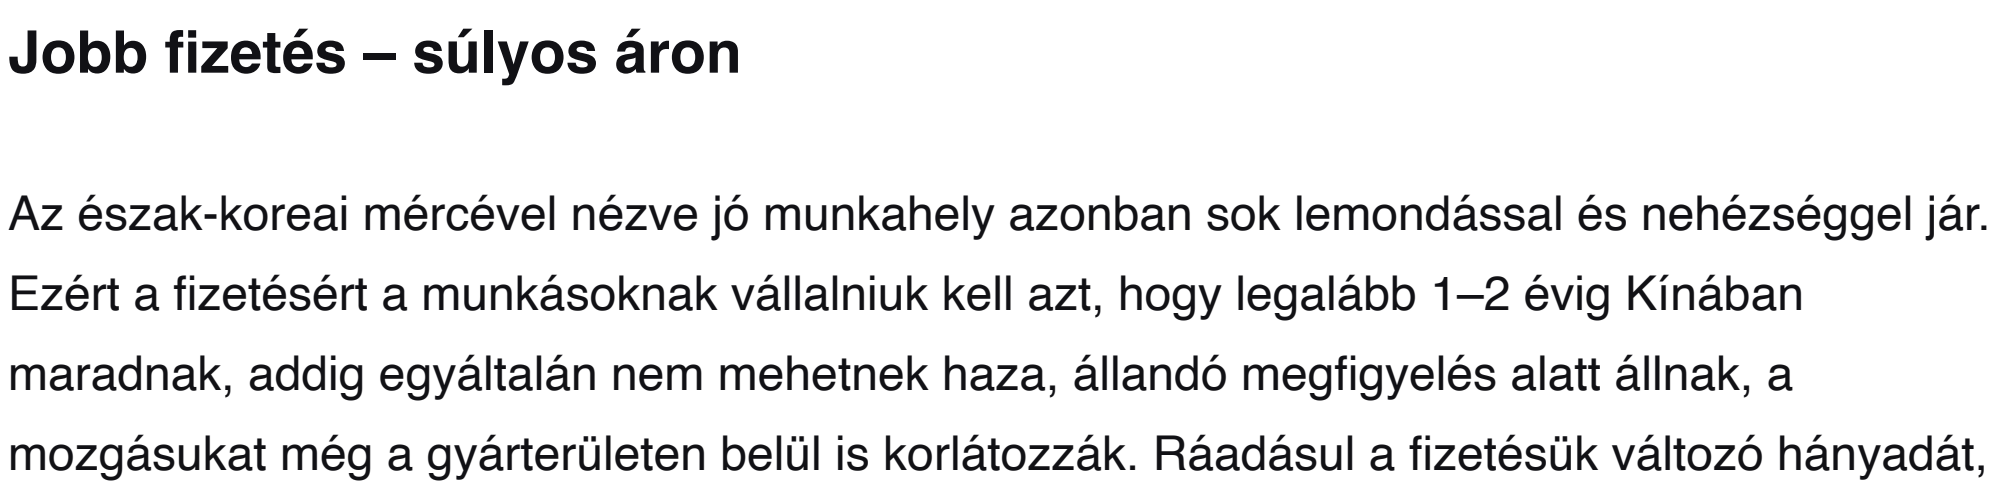 Jobb fizetés – súlyos áron
Az észak-koreai mércével nézve jó munkahely azonban sok lemondással és nehézséggel jár.
Ezért a fizetésért a munkásoknak vállalniuk kell azt, hogy legalább 1–2 évig Kínában
maradnak, addig egyáltalán nem mehetnek haza, állandó megfigyelés alatt állnak, a
mozgásukat még a gyárterületen belül is korlátozzák. Ráadásul a fizetésük változó hányadát,